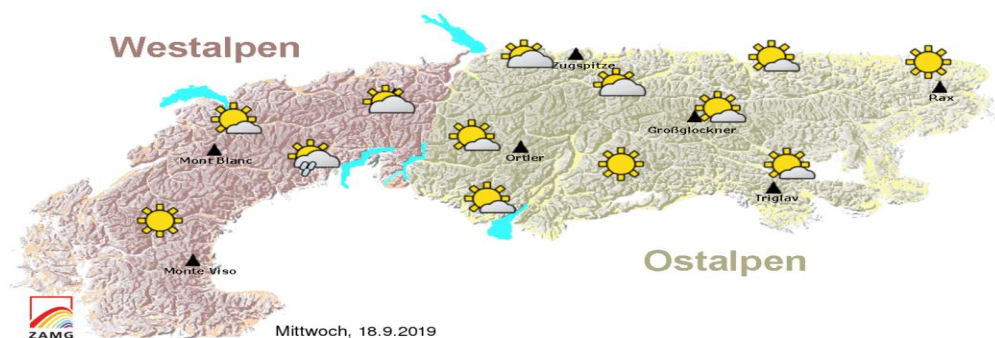 Westalpen
Zugspitze
Rax
Großglockner
Mont Blanc
Ortler
Triglav
Ostalpen
Monte Viso
ZAMG
Mittwoch, 18.9.2019